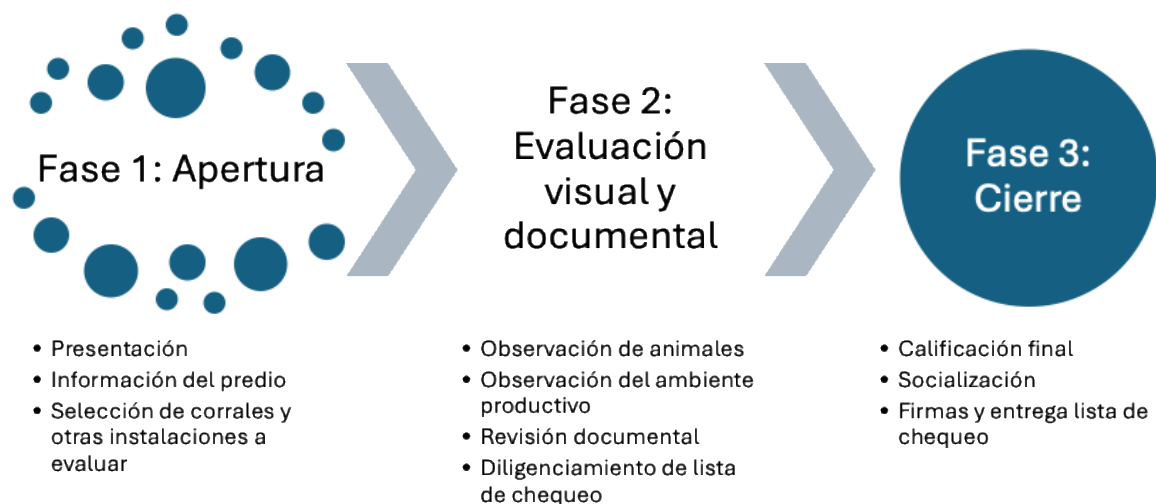 Fase 1: Apertura
• Presentación
• Información del predio
• Selección de corrales y
otras instalaciones a
evaluar
Fase 2:
Evaluación
visual y
documental
• Observación de animales
• Observación del ambiente
productivo
• Revisión documental
• Diligenciamiento de lista
de chequeo
Fase 3:
Cierre
• Calificación final
• Socialización
• Firmas y entrega lista de
chequeo